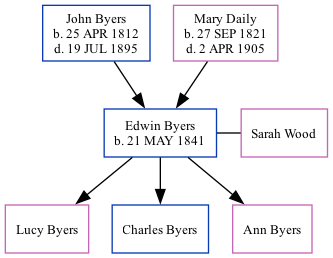 John Byers
b. 25 APR 1812
d. 19 JUL 1895
Mary Daily
b. 27 SEP 1821
d. 2 APR 1905
Edwin Byers
b. 21 MAY 1841
Sarah Wood
Lucy Byers
Charles Byers
Ann Byers